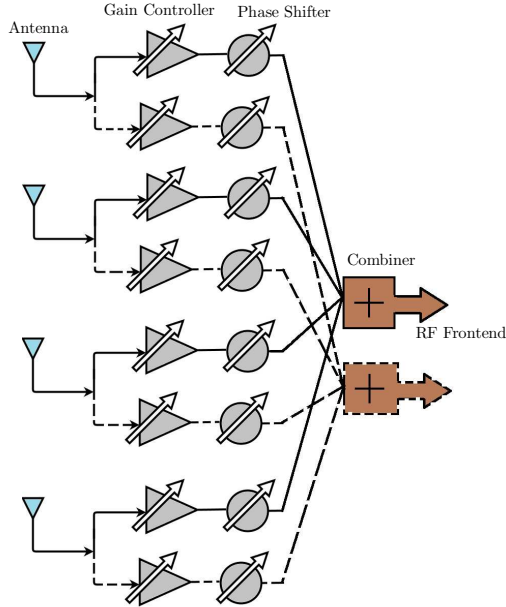 Gain Controller
Phase Shifter
Antenna
Combiner
+
RF Frontend
+